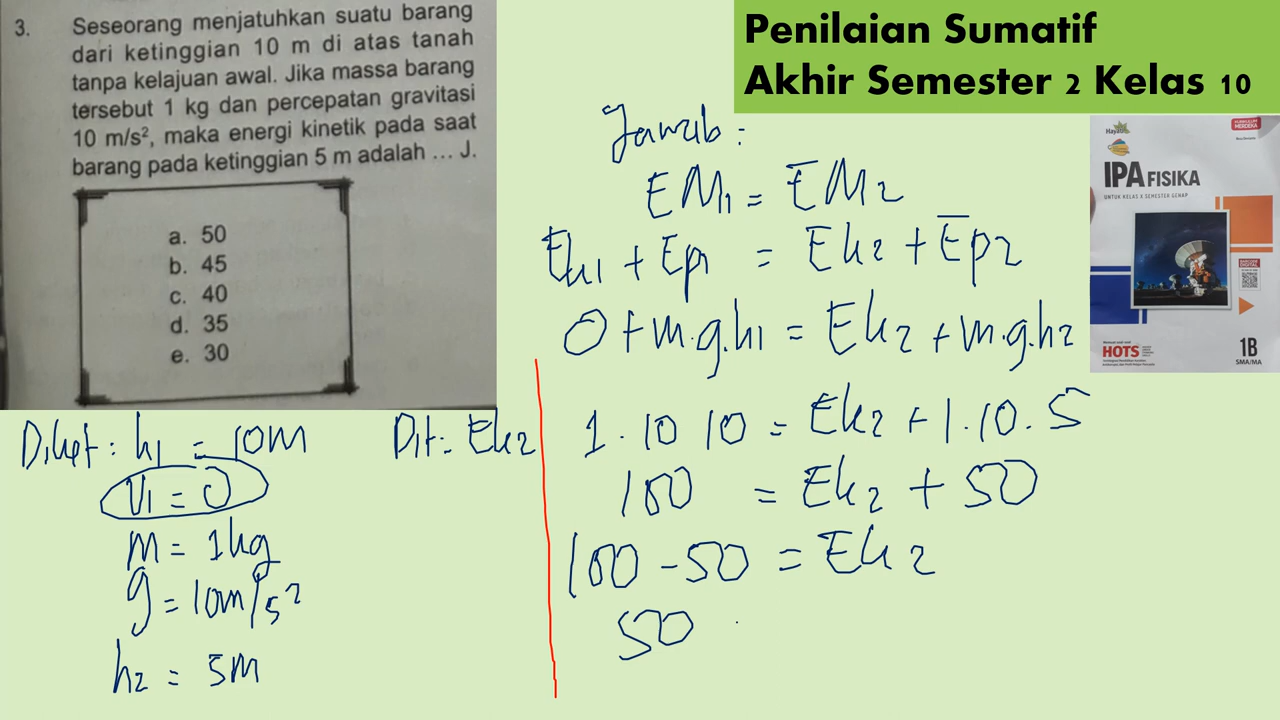 3. Seseorang menjatuhkan suatu barang
dari ketinggian 10 m di atas tanah
tanpa kelajuan awal. Jika massa barang
tersebut 1 kg dan percepatan gravitasi
10 m/s², maka energi kinetik pada saat
barang pada ketinggian 5 m adalah ... J.
a. 50
b. 45
c. 40
d. 35
e. 30
Penilaian Sumatif
Akhir Semester 2 Kelas 10
IPA FISIKA
UNTUK KELAS X SEMESTER GENAP
HOTS
1B
SMA/MA
Diket : h1 = 10m
V1 = 0
m = 1kg
g = 10m/s²
h2 = 5m
Dit : Ek2
Jawab :
EM1 = EM2
Ek1 + Ep1 = Ek2 + Ep2
0 + m.g.h1 = Ek2 + m.g.h2
1 . 10 10 = Ek2 + 1.10.5
100 = Ek2 + 50
100 - 50 = Ek2
50